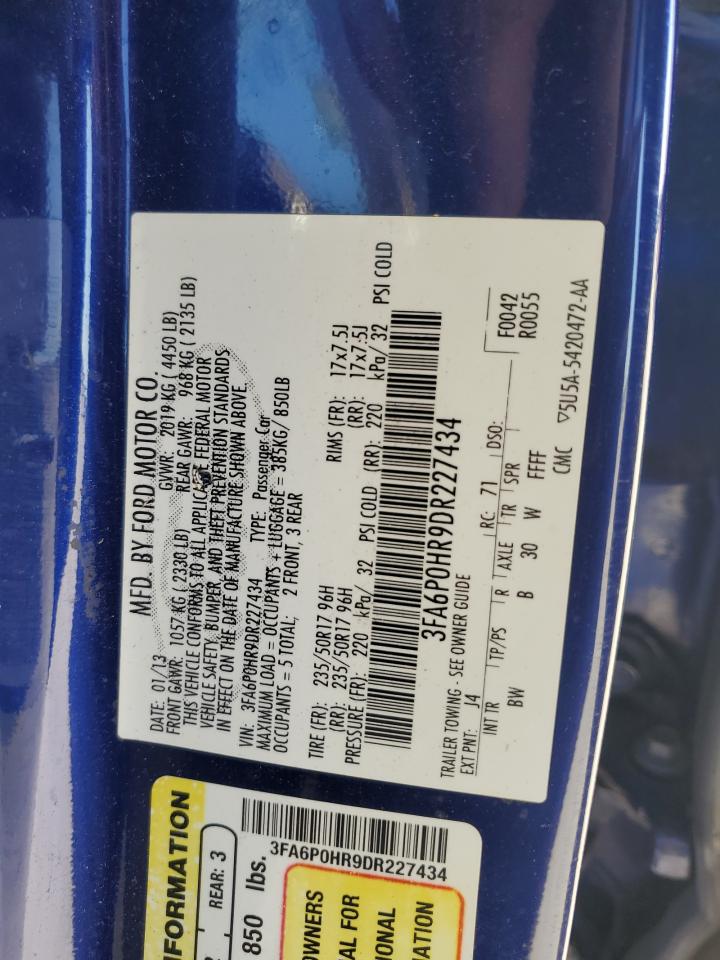 MFD. BY FORD MOTOR CO.
DATE: 01/13 GVWR: 2019 KG ( 4450 LB)
FRONT GAWR: 1057 KG ( 2330 LB) REAR GAWR: 968 KG ( 2135 LB)
THIS VEHICLE CONFORMS TO ALL FEDERAL MOTOR
VEHICLE SAFETY, BUMPER, AND THEFT PREVENTION STANDARDS
IN EFFECT ON THE DATE OF MANUFACTURE SHOWN ABOVE.
VIN: 3FA6P0HR9DR227434 TYPE: Passenger Car
MAXIMUM LOAD = OCCUPANTS + LUGGAGE = 385KG/ 850LB
OCCUPANTS = 5 TOTAL; 2 FRONT, 3 REAR
TIRE (FR): 235/50R17 96H RIMS (FR): 17x7.5J
(RR): 235/50R17 96H (RR): 17x7.5J
PRESSURE (FR): 220 kPa/ 32 PSI COLD (RR): 220 kPa/ 32 PSI COLD
3FA6P0HR9DR227434
TRAILER TOWING - SEE OWNER GUIDE
EXT PNT: J4 RC: 71 DSO: F0042
R0055
INT TR TP/PS R AXLE TR SPR
BW B 30 W FFFF
CMC ▽5U5A-5420472-AA
FORMATION
REAR: 3
850 lbs.
3FA6P0HR9DR227434
OWNERS
AL FOR
IONAL
MATION